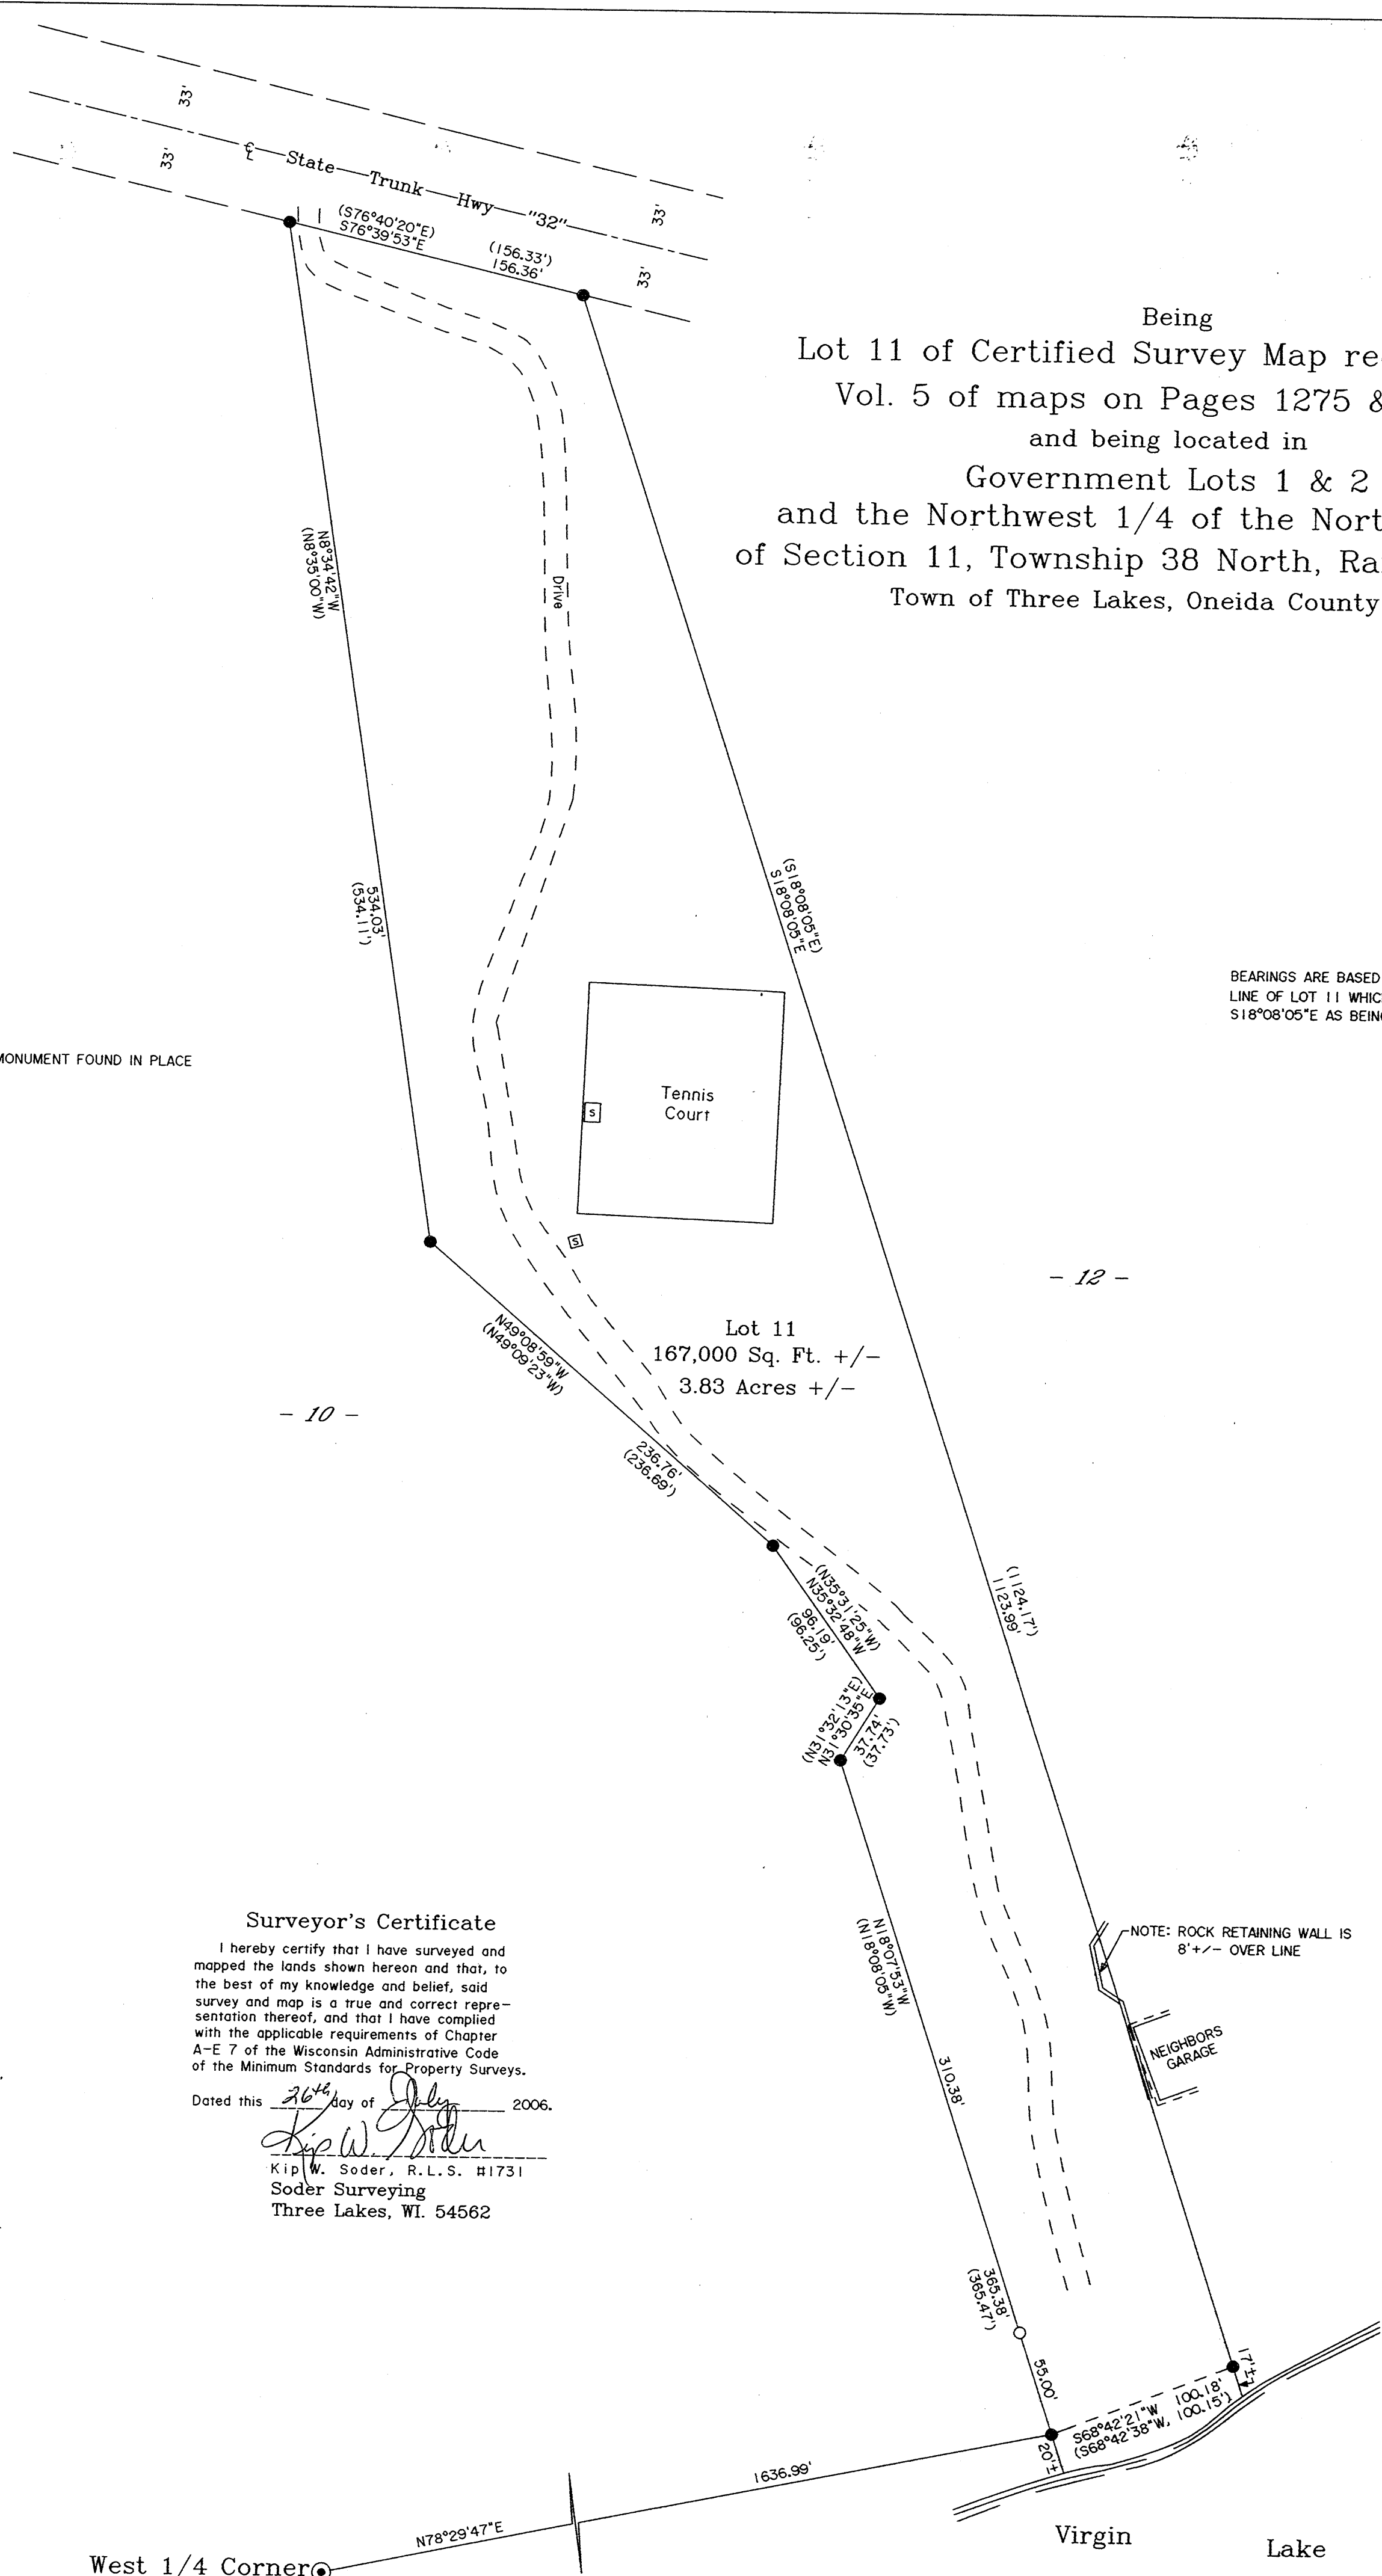 33'
33'
℄ State Trunk Hwy "32"
33'
33'
(S76°40'20"E)
S76°39'53"E
(156.33')
156.36'
Being
Lot 11 of Certified Survey Map re
Vol. 5 of maps on Pages 1275 &
and being located in
Government Lots 1 & 2
and the Northwest 1/4 of the Nort
of Section 11, Township 38 North, Ra
Town of Three Lakes, Oneida County
N8°34'42"W
(N8°35'00"W)
Drive
534.03'
(534.11')
(S18°08'05"E)
S18°08'05"E
BEARINGS ARE BASED
LINE OF LOT 11 WHIC
S18°08'05"E AS BEIN
MONUMENT FOUND IN PLACE
Tennis
Court
S
S
- 12 -
N49°08'59"W
(N49°09'23"W)
Lot 11
167,000 Sq. Ft. +/-
3.83 Acres +/-
- 10 -
236.76'
(236.69')
(N35°31'25"W)
N35°32'48"W
96.19'
(96.25')
(1124.17')
1123.99'
(N31°32'13"E)
N31°30'35"E
37.74'
(37.73')
N18°07'53"W
(N18°08'05"W)
NOTE: ROCK RETAINING WALL IS
8'+/- OVER LINE
Surveyor's Certificate
I hereby certify that I have surveyed and
mapped the lands shown hereon and that, to
the best of my knowledge and belief, said
survey and map is a true and correct repre-
sentation thereof, and that I have complied
with the applicable requirements of Chapter
A-E 7 of the Wisconsin Administrative Code
of the Minimum Standards for Property Surveys.
Dated this 26th day of July 2006.
Kip W. Soder
Kip W. Soder, R.L.S. #1731
Soder Surveying
Three Lakes, WI. 54562
NEIGHBORS
GARAGE
310.38'
365.38'
(365.47')
55.00'
17'±
S68°42'21"W 100.18'
(S68°42'38"W, 100.15')
20'±
1636.99'
N78°29'47"E
Virgin
Lake
West 1/4 Corner